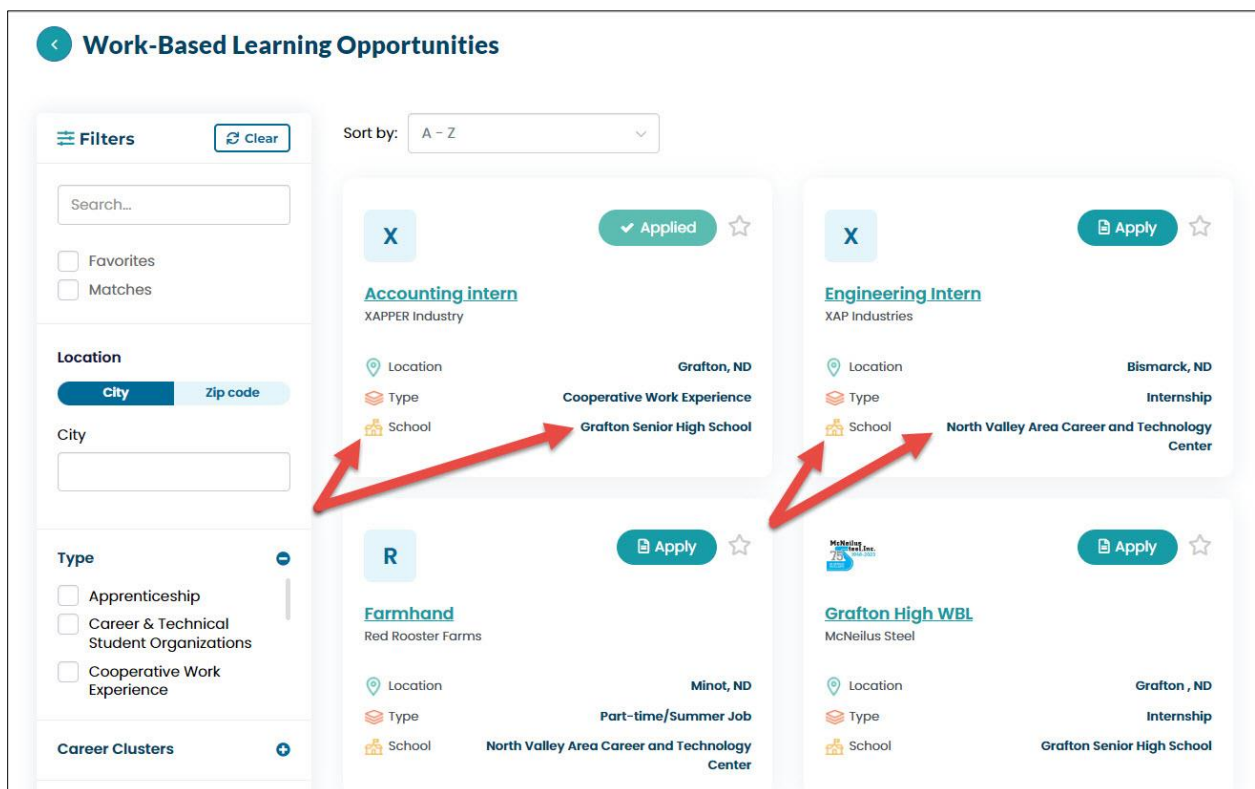 Work-Based Learning Opportunities
Filters
Clear
Search...
Favorites
Matches
Location
City
Zip code
City
Type
Apprenticeship
Career & Technical
Student Organizations
Cooperative Work
Experience
Career Clusters
Sort by:
A - Z
X
Applied
Accounting intern
XAPPER Industry
Location
Grafton, ND
Type
Cooperative Work Experience
School
Grafton Senior High School
X
Apply
Engineering Intern
XAP Industries
Location
Bismarck, ND
Type
Internship
School
North Valley Area Career and Technology
Center
R
Apply
Farmhand
Red Rooster Farms
Location
Minot, ND
Type
Part-time/Summer Job
School
North Valley Area Career and Technology
Center
McNeilus
Steel, Inc.
75
Apply
Grafton High WBL
McNeilus Steel
Location
Grafton , ND
Type
Internship
School
Grafton Senior High School